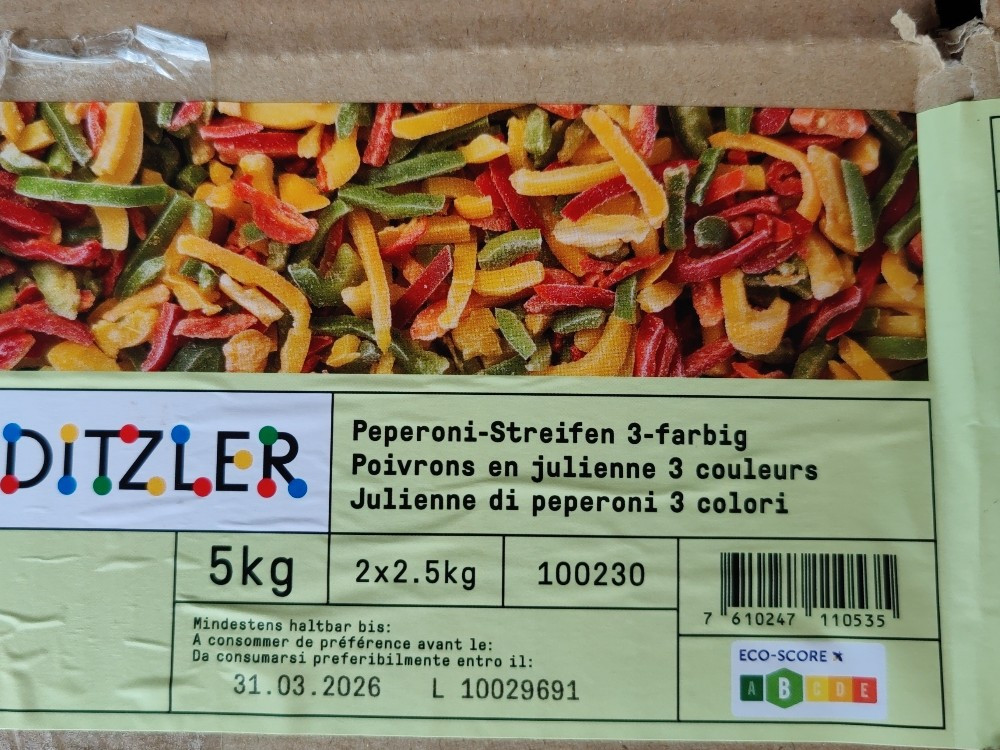 DITZLER
Peperoni-Streifen 3-farbig
Poivrons en julienne 3 couleurs
Julienne di peperoni 3 colori
5kg
2x2.5kg
100230
7 610247 110535
Mindestens haltbar bis:
A consommer de préférence avant le:
Da consumarsi preferibilmente entro il:
31.03.2026 L 10029691
ECO-SCORE
A B C D E